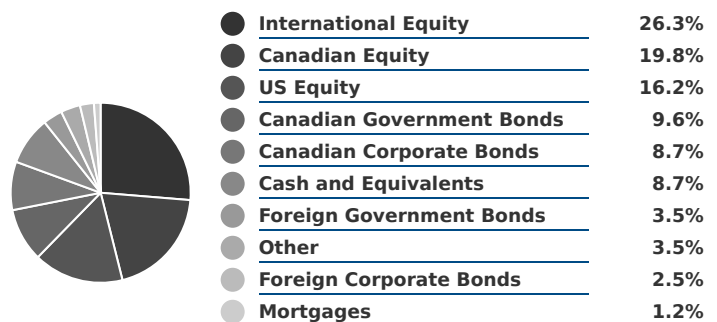 International Equity 26.3%
Canadian Equity 19.8%
US Equity 16.2%
Canadian Government Bonds 9.6%
Canadian Corporate Bonds 8.7%
Cash and Equivalents 8.7%
Foreign Government Bonds 3.5%
Other 3.5%
Foreign Corporate Bonds 2.5%
Mortgages 1.2%